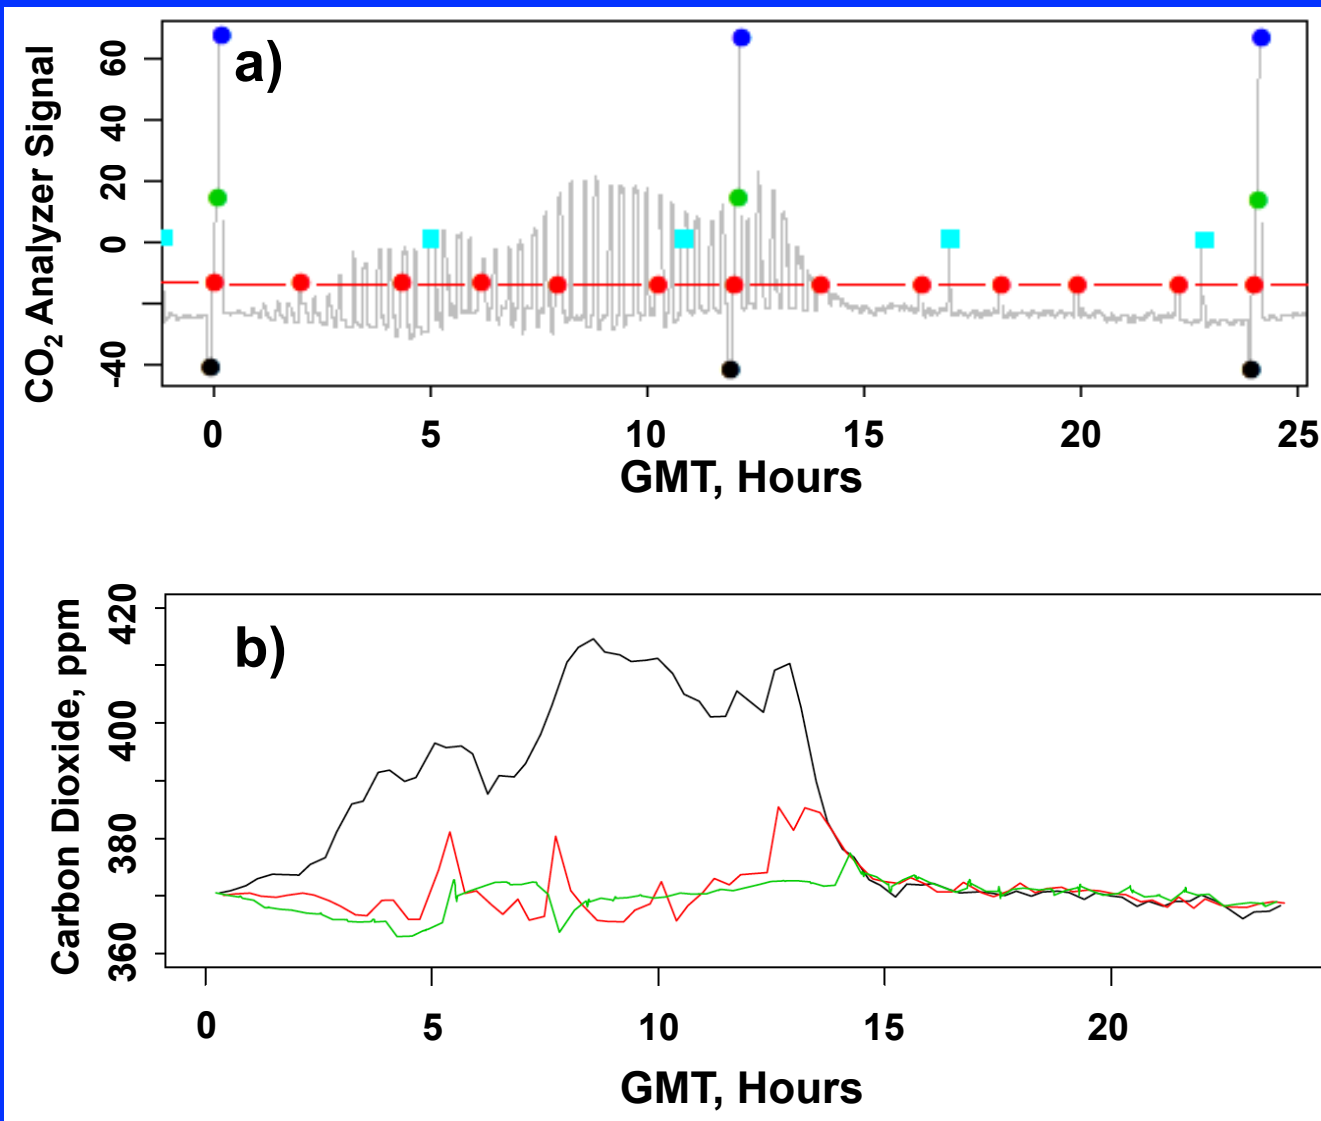 a)
CO2 Analyzer Signal
60
40
20
0
-40
0 5 10 15 20 25
GMT, Hours
b)
Carbon Dioxide, ppm
420
400
380
360
0 5 10 15 20
GMT, Hours